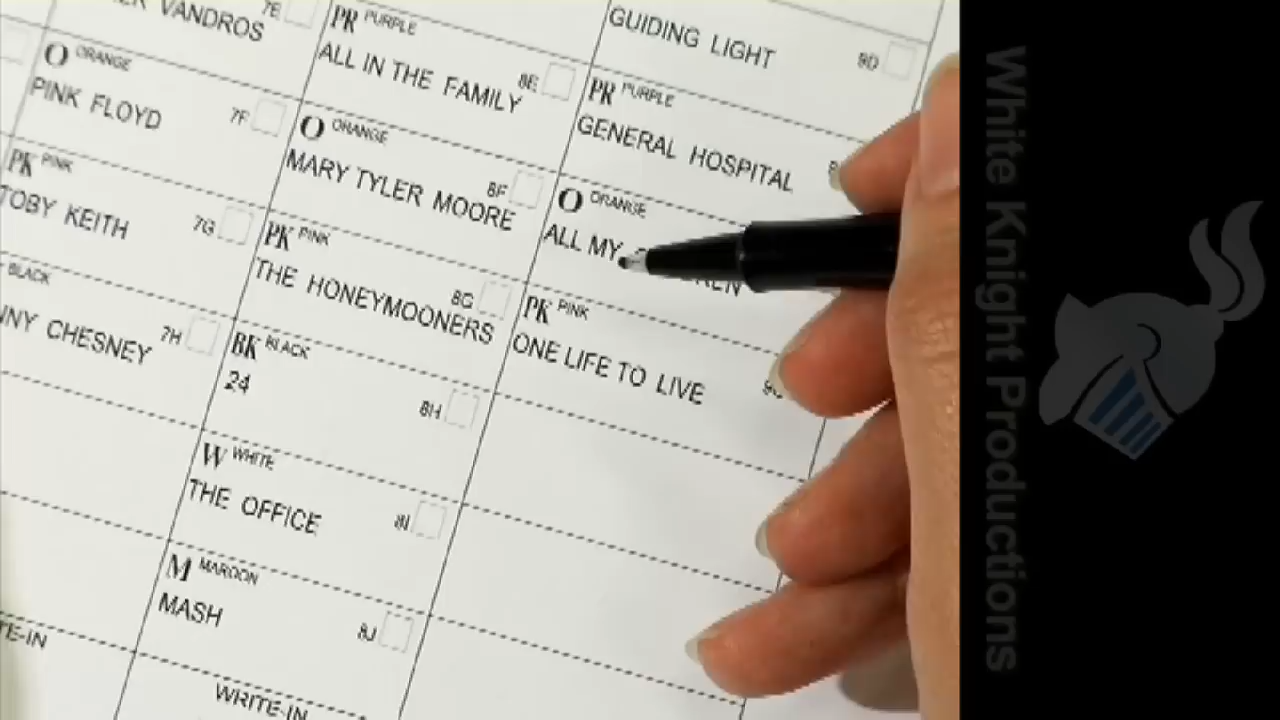 VANDROS
7E
O ORANGE
PINK FLOYD
7F
PK PINK
TOBY KEITH
7G
BLACK
CHESNEY
7H
PR PURPLE
ALL IN THE FAMILY
8E
O ORANGE
MARY TYLER MOORE
8F
PK PINK
THE HONEYMOONERS
8G
BK BLACK
24
8H
W WHITE
THE OFFICE
8I
M MAROON
MASH
8J
WRITE-IN
GUIDING LIGHT
9D
PR PURPLE
GENERAL HOSPITAL
O ORANGE
ALL MY
PK PINK
ONE LIFE TO LIVE
White Knight Productions